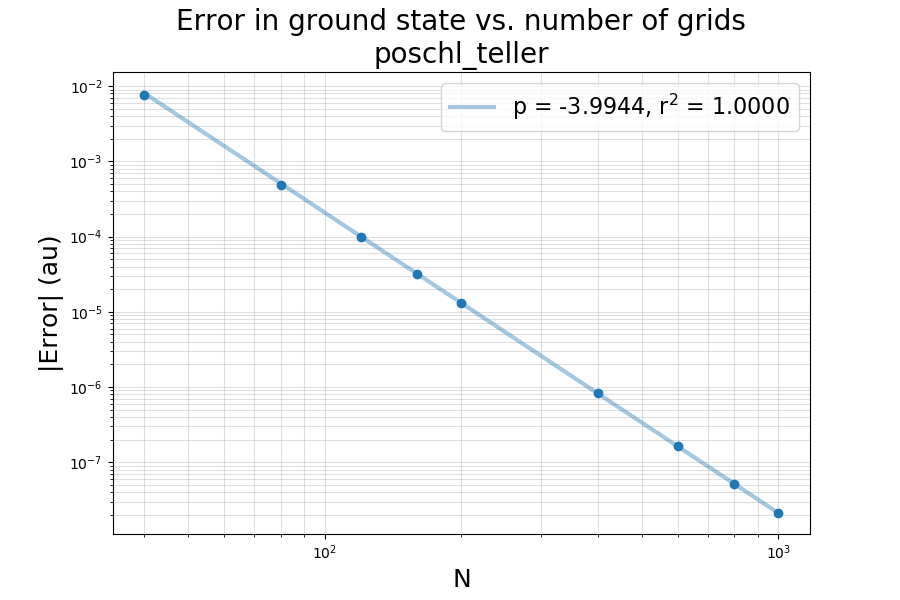 Error in ground state vs. number of grids
poschl_teller
p = -3.9944, r² = 1.0000
|Error| (au)
10⁻²
10⁻³
10⁻⁴
10⁻⁵
10⁻⁶
10⁻⁷
10² 10³
N